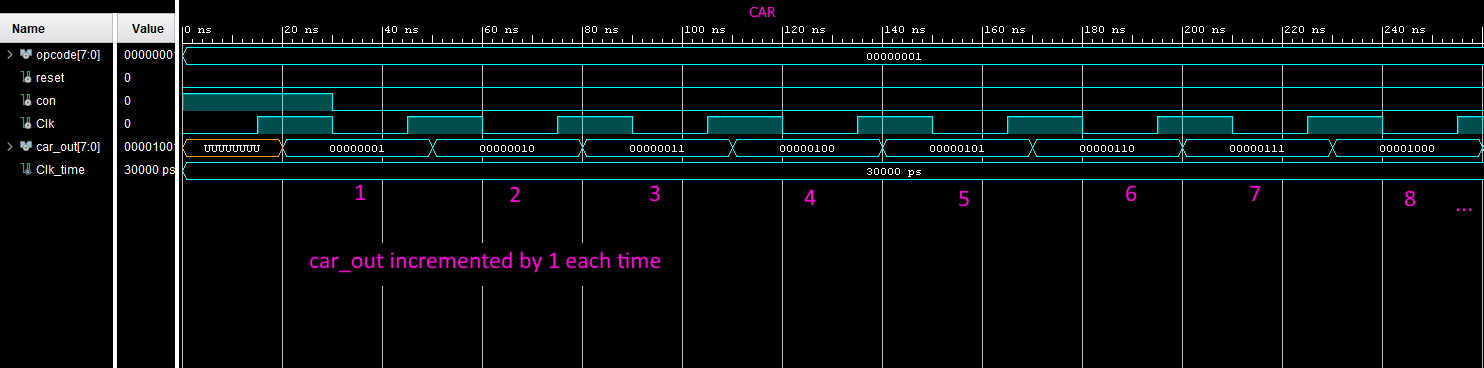 CAR
Name Value 0 ns 20 ns 40 ns 60 ns 80 ns 100 ns 120 ns 140 ns 160 ns 180 ns 200 ns 220 ns 240 ns
opcode[7:0] 0000000 00000001
reset 0
con 0
Clk 0
car_out[7:0] 0000100 UUUUUUUU 00000001 00000010 00000011 00000100 00000101 00000110 00000111 00001000
Clk_time 30000 ps 30000 ps
1 2 3 4 5 6 7 8 ...
car_out incremented by 1 each time